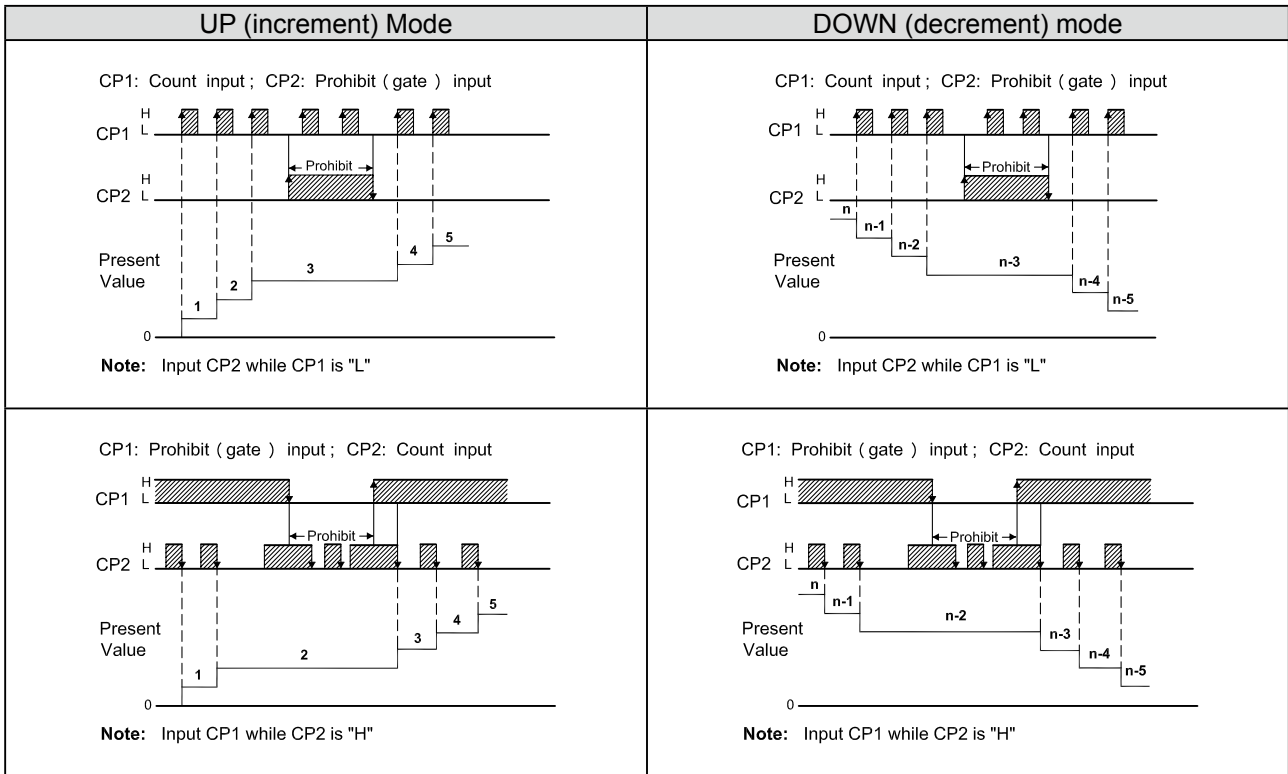 UP (increment) Mode
DOWN (decrement) mode
CP1: Count input ; CP2: Prohibit ( gate ) input
H
CP1 L
Prohibit
H
CP2 L
Present
Value
1
2
3
4
5
0
Note: Input CP2 while CP1 is "L"
CP1: Count input ; CP2: Prohibit ( gate ) input
H
CP1 L
Prohibit
H
CP2 L
Present
Value
n
n-1
n-2
n-3
n-4
n-5
0
Note: Input CP2 while CP1 is "L"
CP1: Prohibit ( gate ) input ; CP2: Count input
H
CP1 L
Prohibit
H
CP2 L
Present
Value
1
2
3
4
5
0
Note: Input CP1 while CP2 is "H"
CP1: Prohibit ( gate ) input ; CP2: Count input
H
CP1 L
Prohibit
H
CP2 L
Present
Value
n
n-1
n-2
n-3
n-4
n-5
0
Note: Input CP1 while CP2 is "H"